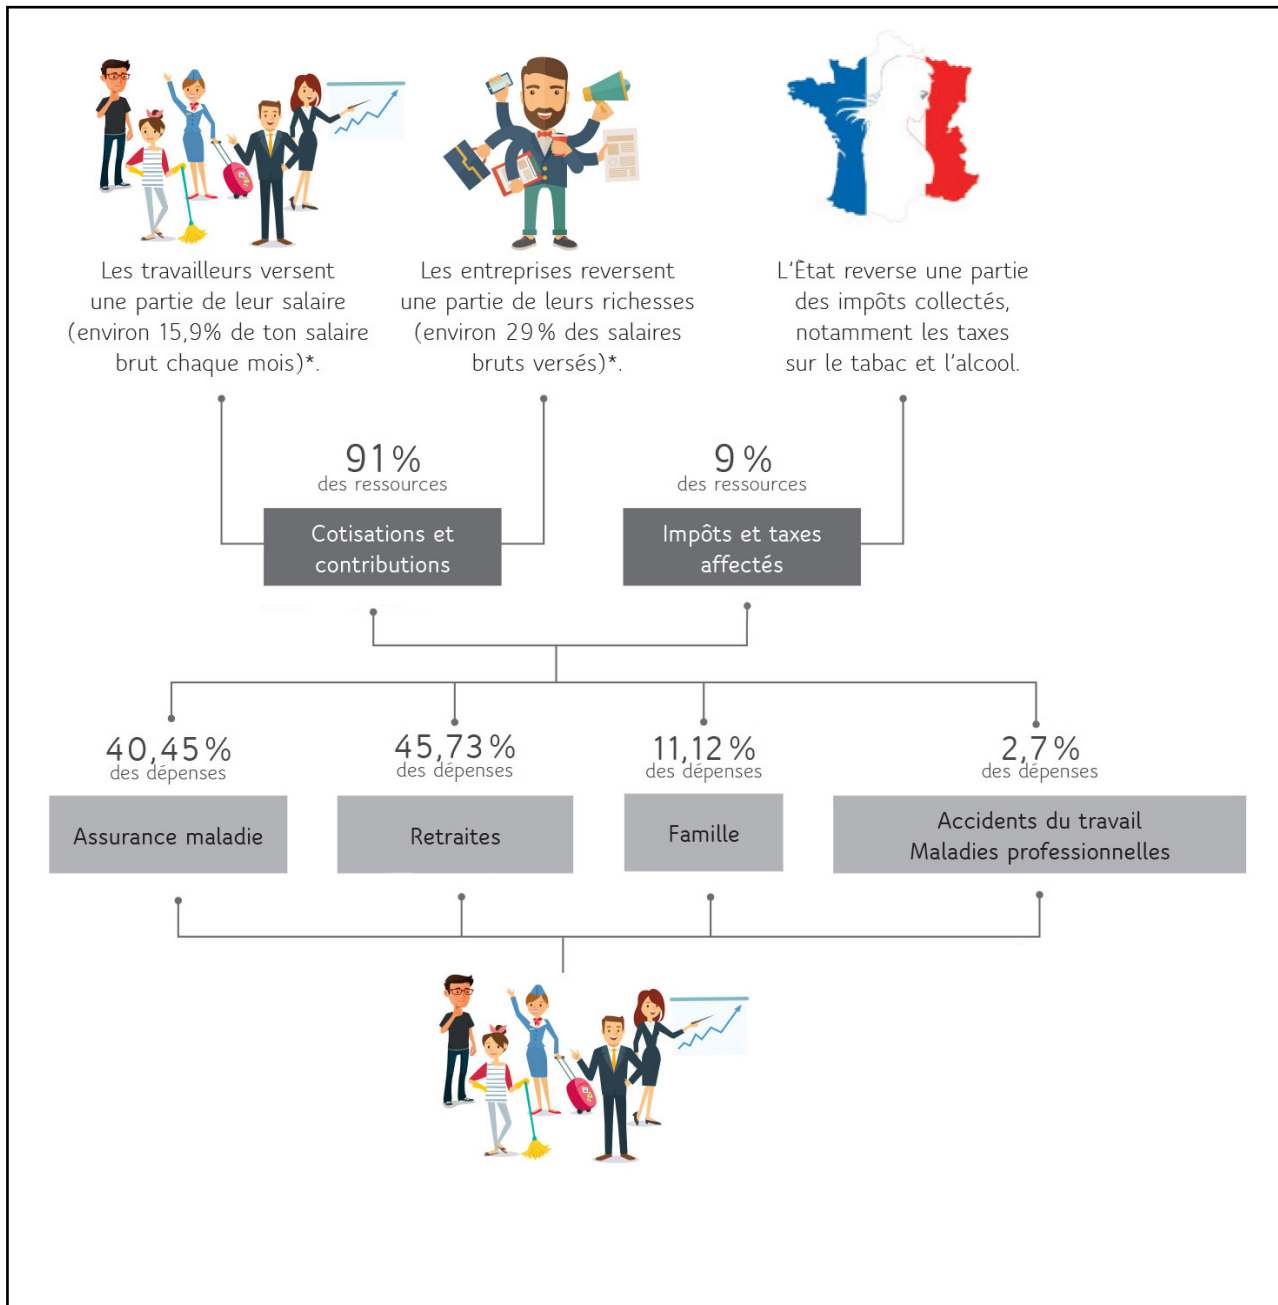 Les travailleurs versent
une partie de leur salaire
(environ 15,9% de ton salaire
brut chaque mois)*.
Les entreprises reversent
une partie de leurs richesses
(environ 29% des salaires
bruts versés)*.
L'État reverse une partie
des impôts collectés,
notamment les taxes
sur le tabac et l'alcool.
91%
des ressources
Cotisations et
contributions
9%
des ressources
Impôts et taxes
affectés
40,45%
des dépenses
Assurance maladie
45,73%
des dépenses
Retraites
11,12%
des dépenses
Famille
2,7%
des dépenses
Accidents du travail
Maladies professionnelles